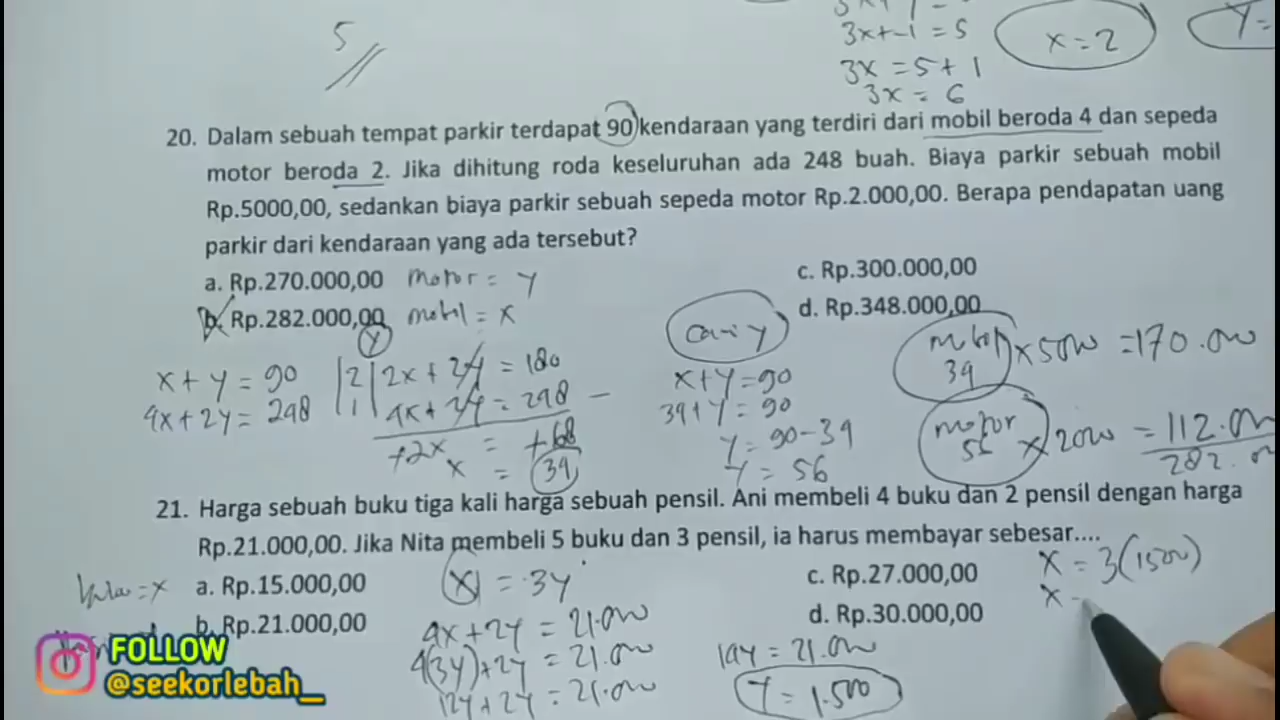 5
3x + -1 = 5
3x = 5 + 1
3x = 6
x = 2
Y =
20. Dalam sebuah tempat parkir terdapat 90 kendaraan yang terdiri dari mobil beroda 4 dan sepeda
motor beroda 2. Jika dihitung roda keseluruhan ada 248 buah. Biaya parkir sebuah mobil
Rp.5000,00, sedankan biaya parkir sebuah sepeda motor Rp.2.000,00. Berapa pendapatan uang
parkir dari kendaraan yang ada tersebut?
a. Rp.270.000,00 motor = y
b. Rp.282.000,00 mobil = x
c. Rp.300.000,00
d. Rp.348.000,00
x + y = 90 |2| 2x + 2y = 180
4x + 2y = 248 |1| 4x + 2y = 248 -
+2x = +68
x = 34
y
cari y
x + y = 90
34 + y = 90
y = 90 - 34
y = 56
mobil
34 x 5000 = 170.000
motor
56 x 2000 = 112.000
282.
21. Harga sebuah buku tiga kali harga sebuah pensil. Ani membeli 4 buku dan 2 pensil dengan harga
Rp.21.000,00. Jika Nita membeli 5 buku dan 3 pensil, ia harus membayar sebesar....
a. Rp.15.000,00
b. Rp.21.000,00
c. Rp.27.000,00
d. Rp.30.000,00
buku = x
x = 3y
4x + 2y = 21.000
4(3y) + 2y = 21.000
12y + 2y = 21.000
14y = 21.000
y = 1.500
x = 3(1500)
x =
FOLLOW
@seekorlebah_